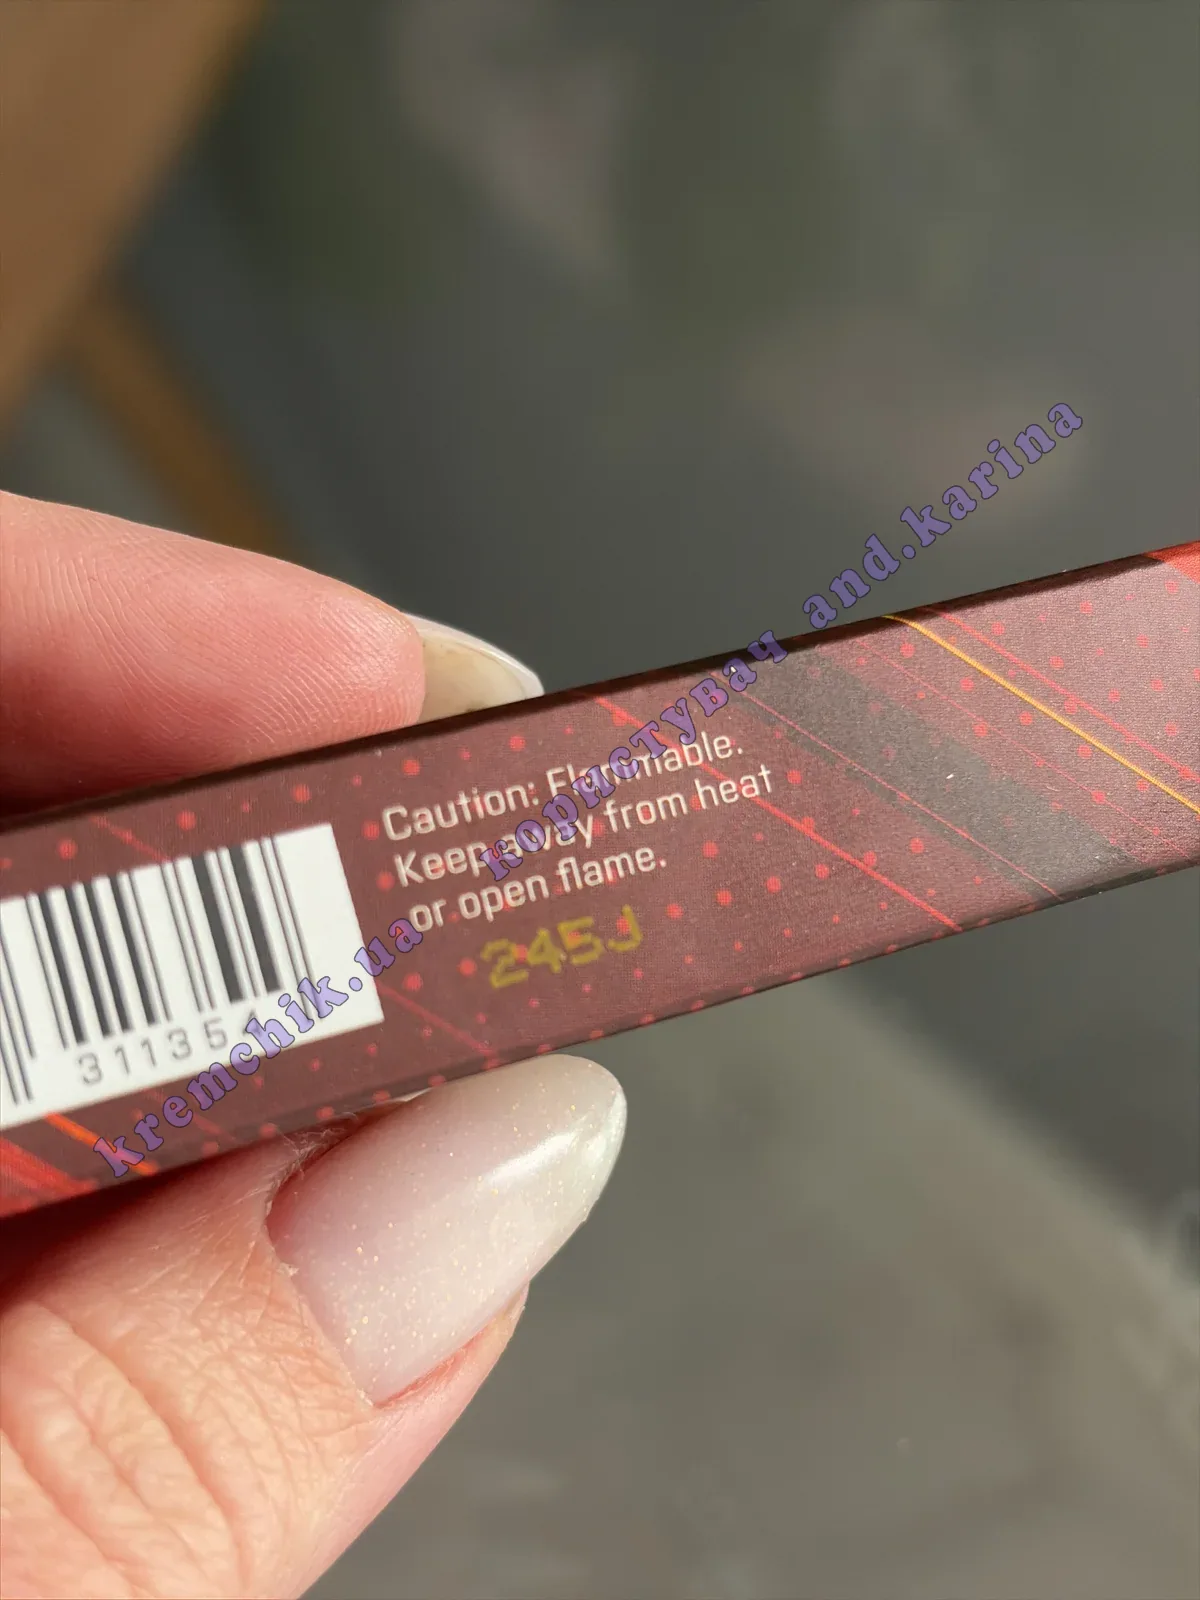 Caution: Flammable.
Keep away from heat
or open flame.
245J
311354
kremchik.ua користувач and.karina